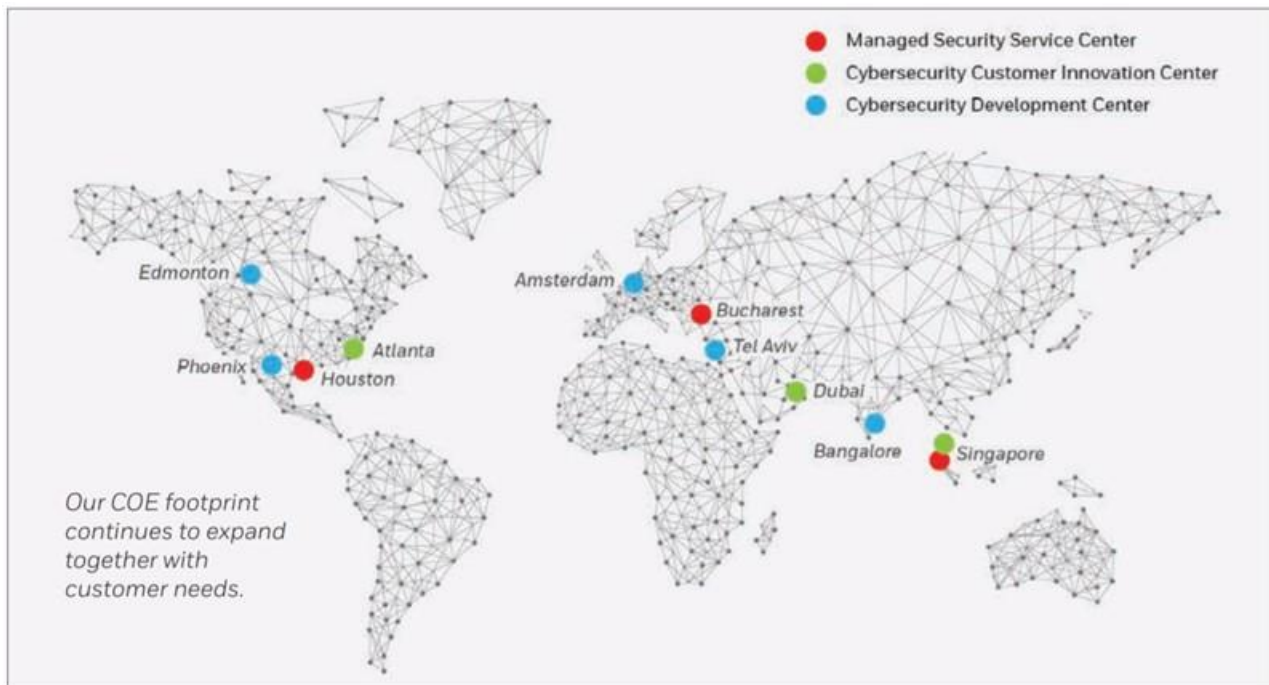 Managed Security Service Center
Cybersecurity Customer Innovation Center
Cybersecurity Development Center
Edmonton
Amsterdam
Bucharest
Tel Aviv
Atlanta
Phoenix
Houston
Dubai
Bangalore
Singapore
Our COE footprint
continues to expand
together with
customer needs.